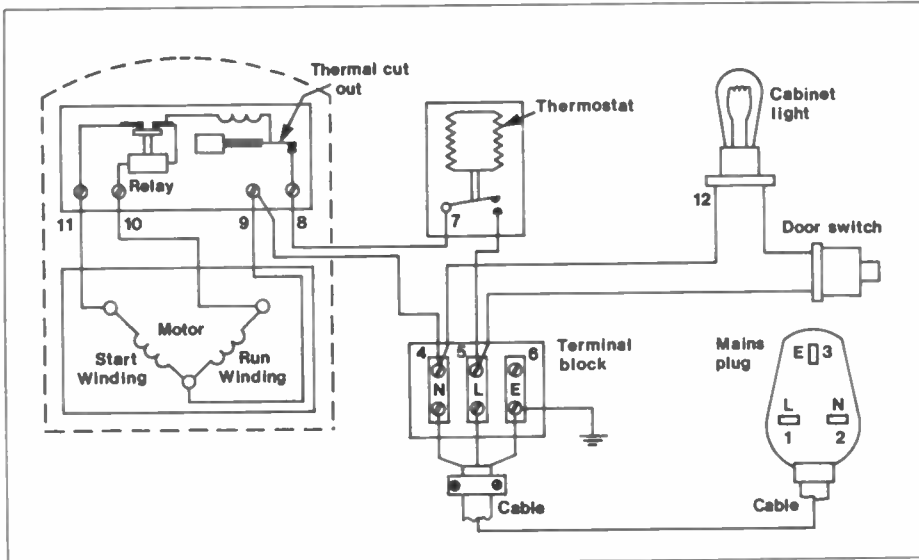 Thermal cut
out
Thermostat
Cabinet
light
Relay
11
10
9
8
7
12
Door switch
Motor
Start
Winding
Run
Winding
4
5
6
N
L
E
Terminal
block
Mains
plug
E
3
L
N
1
2
Cable
Cable